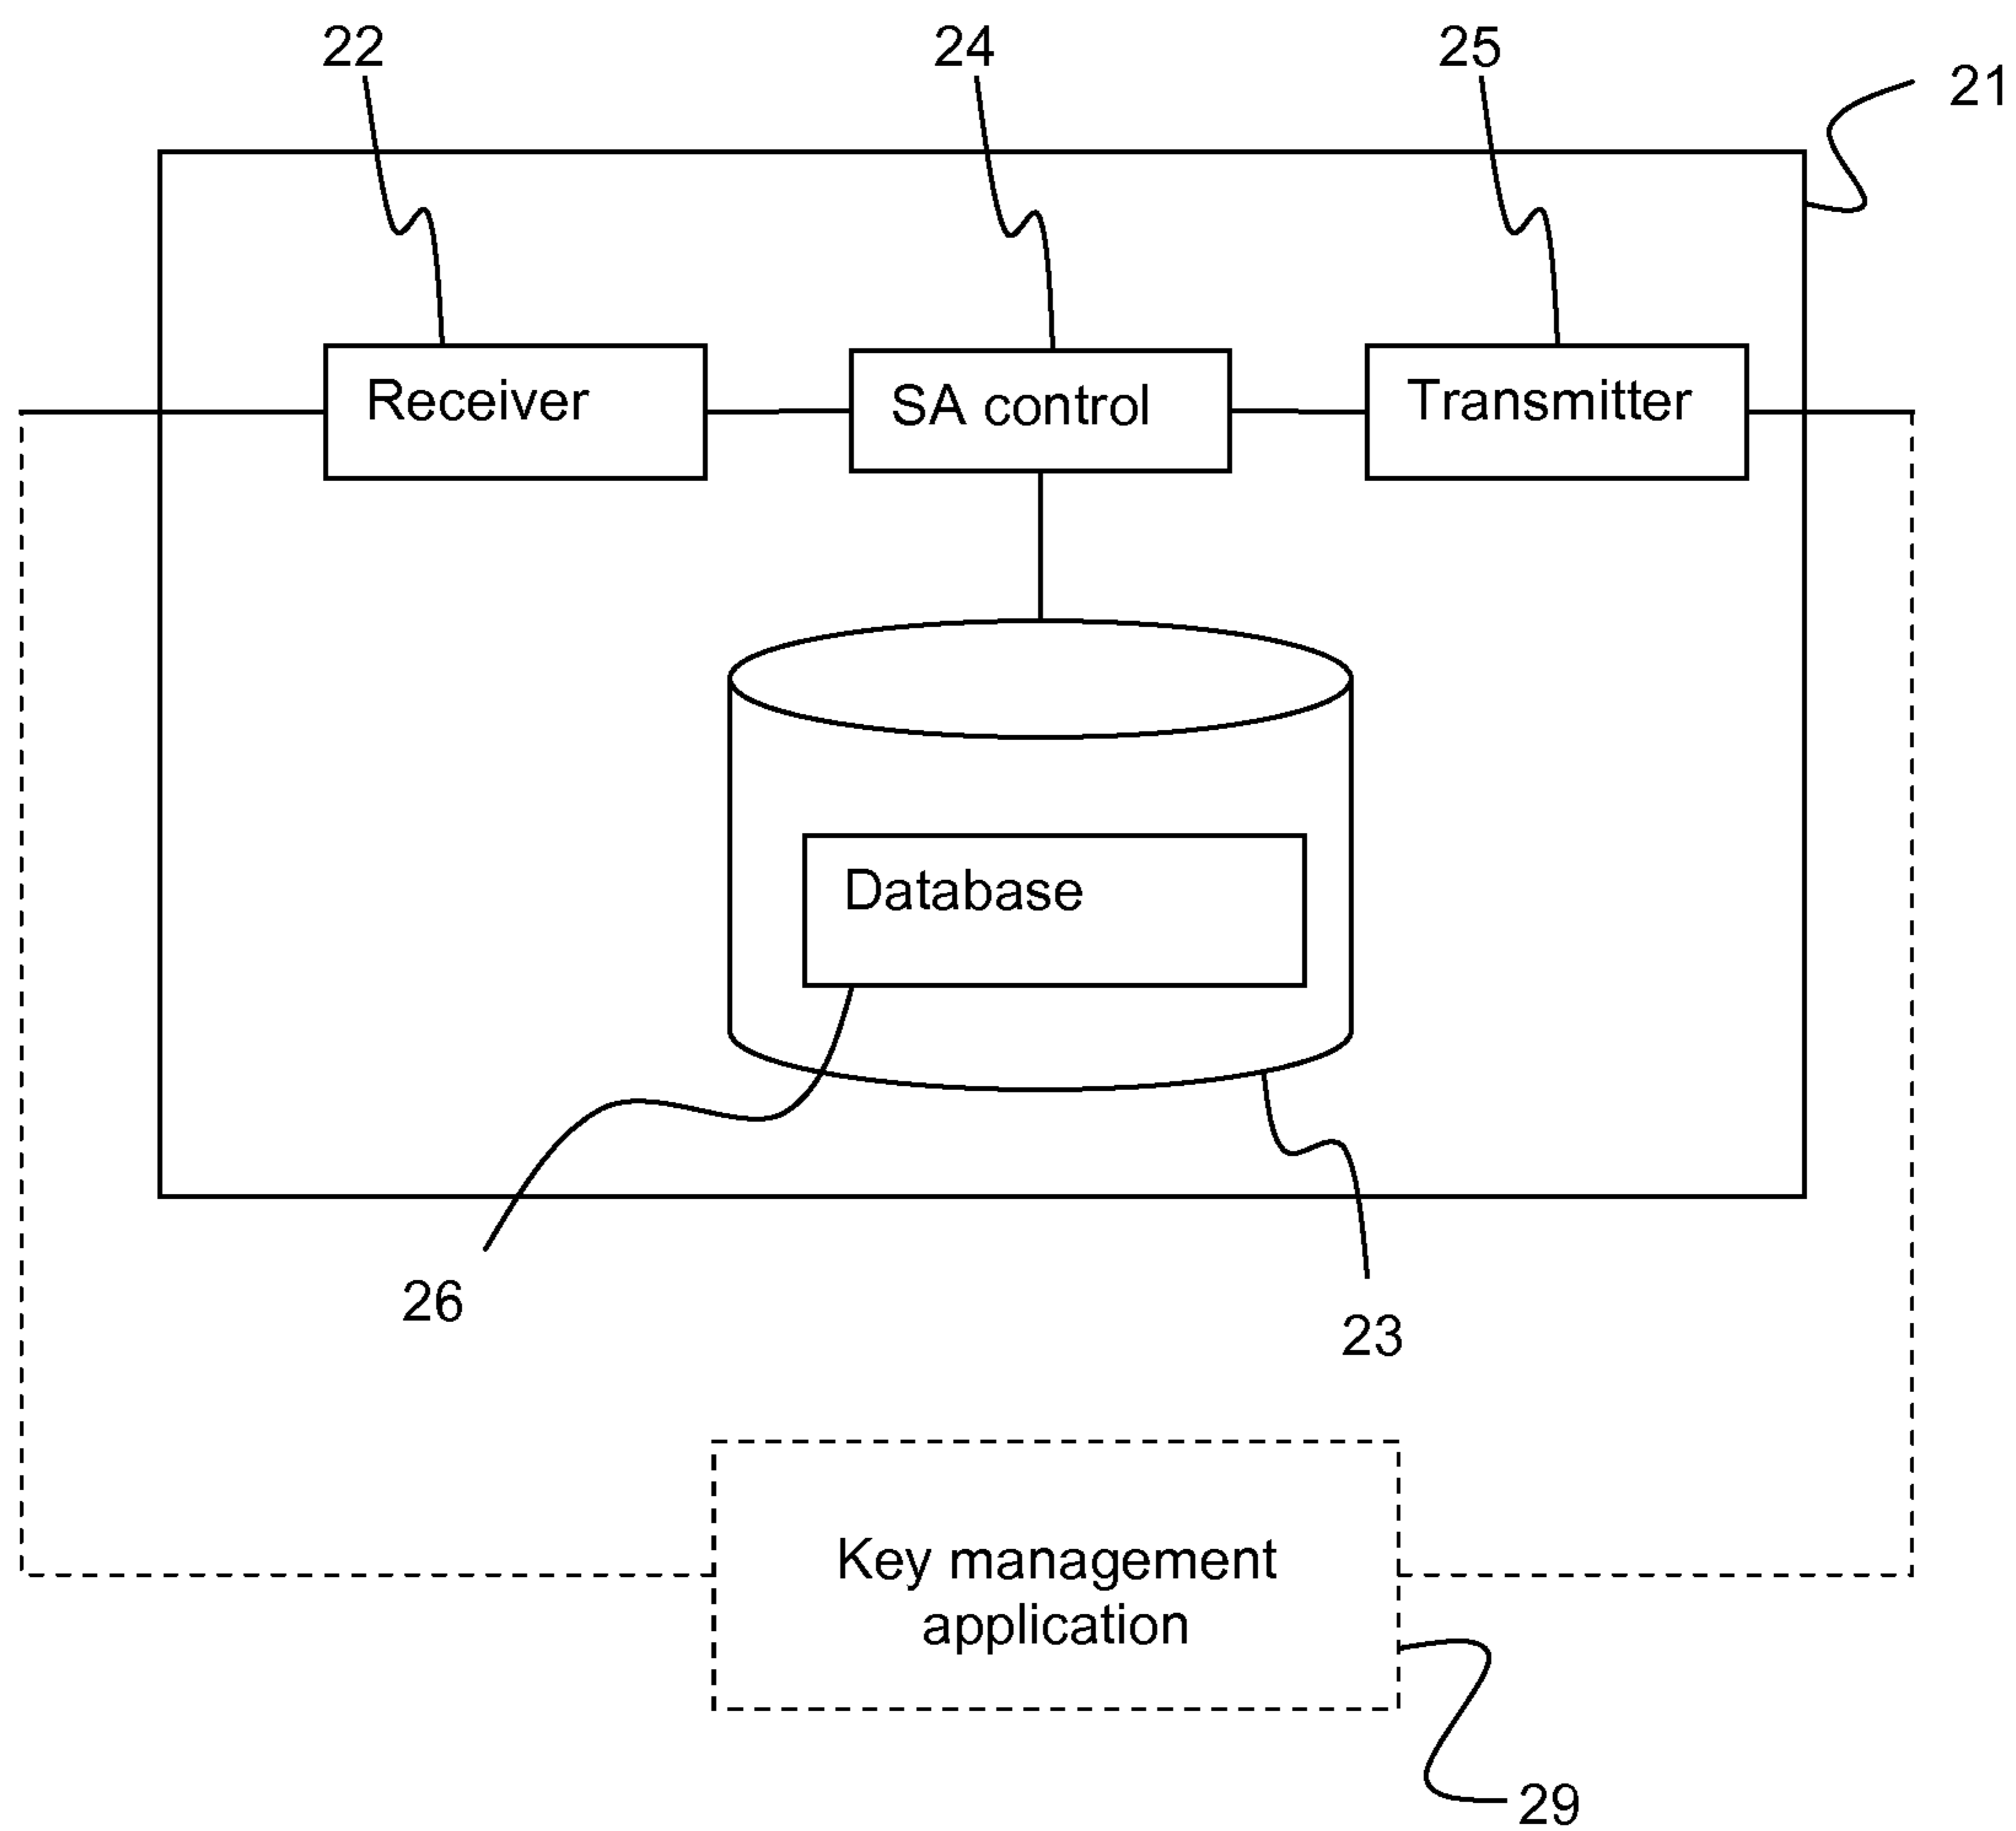 22
24
25
21
Receiver
SA control
Transmitter
Database
26
23
Key management
application
29